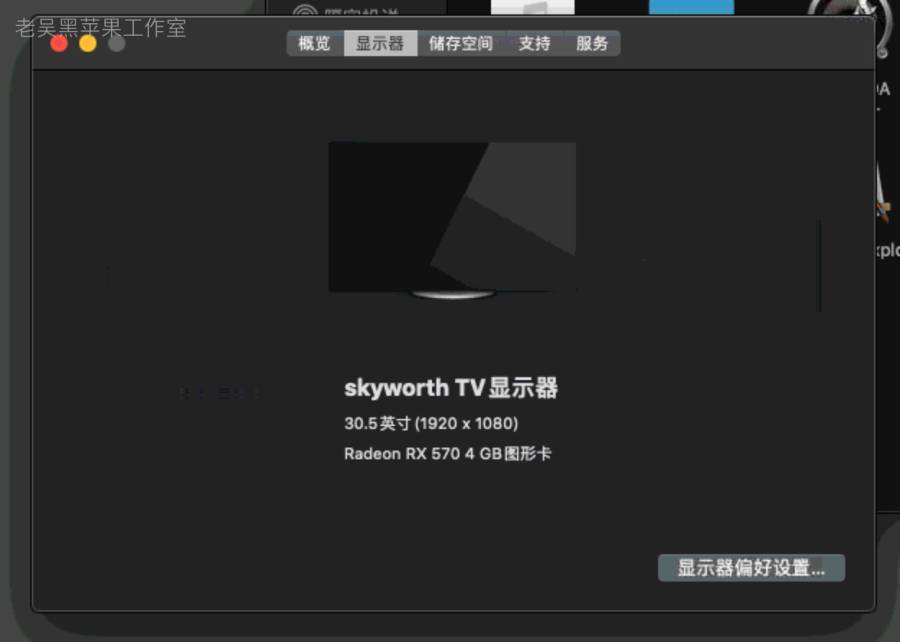 老吴黑苹果工作室
概览 显示器 储存空间 支持 服务
skyworth TV显示器
30.5英寸 (1920 x 1080)
Radeon RX 570 4 GB图形卡
显示器偏好设置...